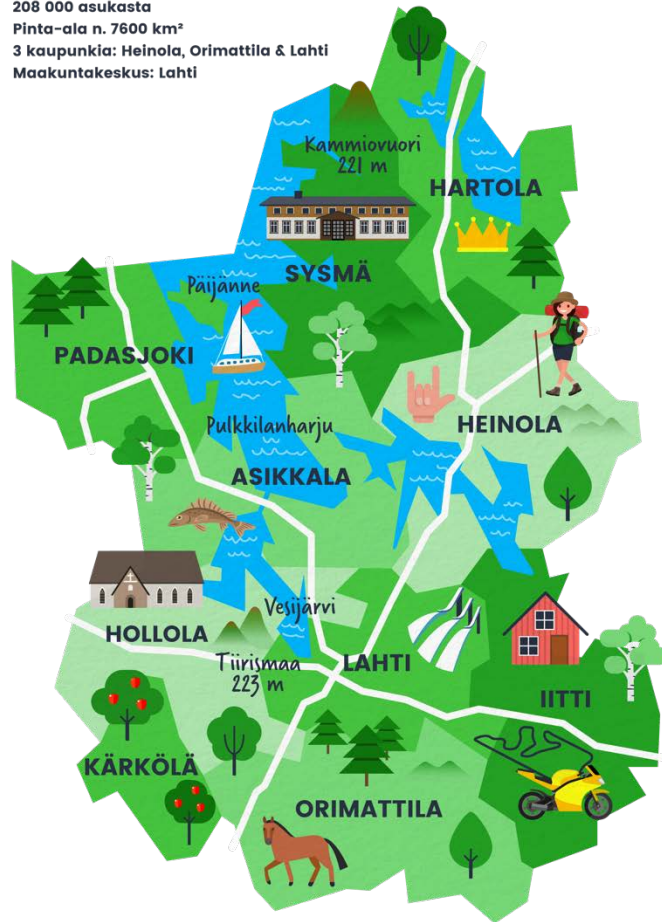 208 000 asukasta
Pinta-ala n. 7600 km²
3 kaupunkia: Heinola, Orimattila & Lahti
Maakuntakeskus: Lahti
Kammiovuori
221 m
HARTOLA
SYSMÄ
Päijänne
PADASJOKI
Pulkkilanharju
HEINOLA
ASIKKALA
Vesijärvi
HOLLOLA
Tiirismaa
223 m
LAHTI
IITTI
KÄRKÖLÄ
ORIMATTILA